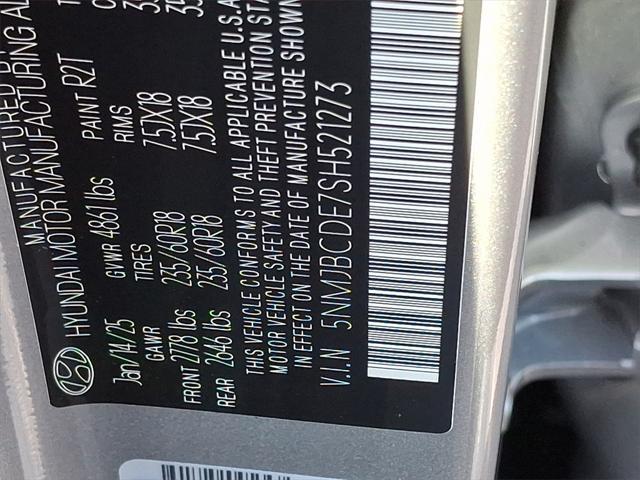 MANUFACTURED BY
HYUNDAI MOTOR MANUFACTURING AL
Jan/14/25 GVWR 4861 lbs PAINT R2T
GAWR TIRES RIMS
FRONT 2778 lbs 235/60R18 7.5JX18
REAR 2646 lbs 235/60R18 7.5JX18
THIS VEHICLE CONFORMS TO ALL APPLICABLE U.S.A
MOTOR VEHICLE SAFETY AND THEFT PREVENTION STA
IN EFFECT ON THE DATE OF MANUFACTURE SHOWN
V.I.N 5NMJBCDE7SH521273